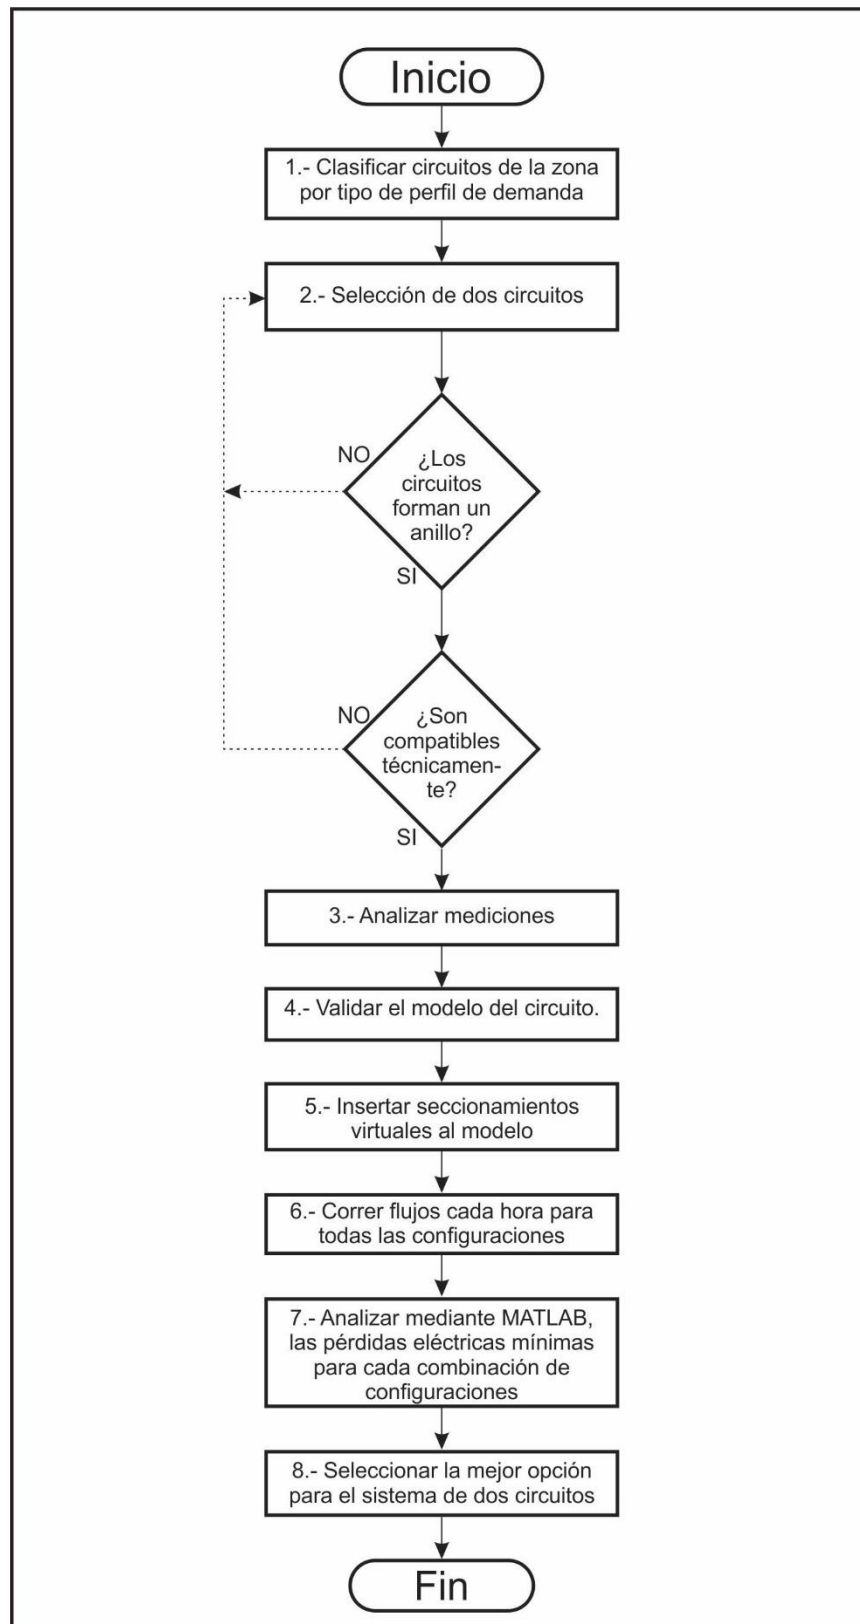 Inicio
1.- Clasificar circuitos de la zona
por tipo de perfil de demanda
2.- Selección de dos circuitos
NO
¿Los
circuitos
forman un
anillo?
SI
NO
¿Son
compatibles
técnicamen-
te?
SI
3.- Analizar mediciones
4.- Validar el modelo del circuito.
5.- Insertar seccionamientos
virtuales al modelo
6.- Correr flujos cada hora para
todas las configuraciones
7.- Analizar mediante MATLAB,
las pérdidas eléctricas mínimas
para cada combinación de
configuraciones
8.- Seleccionar la mejor opción
para el sistema de dos circuitos
Fin